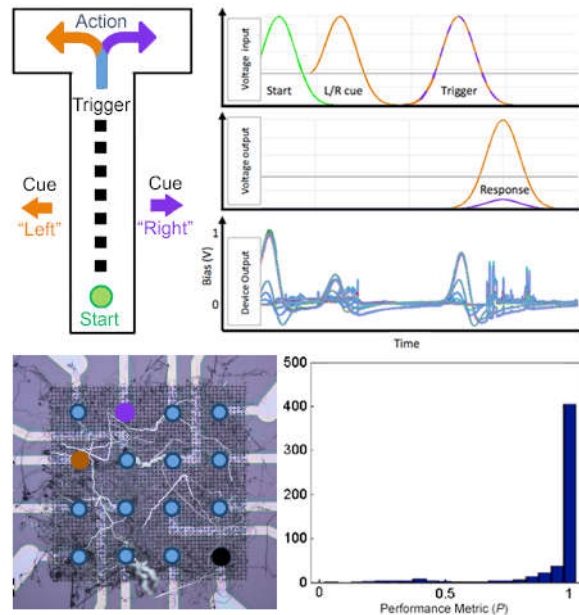 Action
Trigger
Cue
"Left"
Cue
"Right"
Start
Voltage input
Start
L/R cue
Trigger
Voltage output
Response
Bias (V)
Device Output
1
0
Time
500
400
300
200
100
0
0
0.5
1
Performance Metric (P)